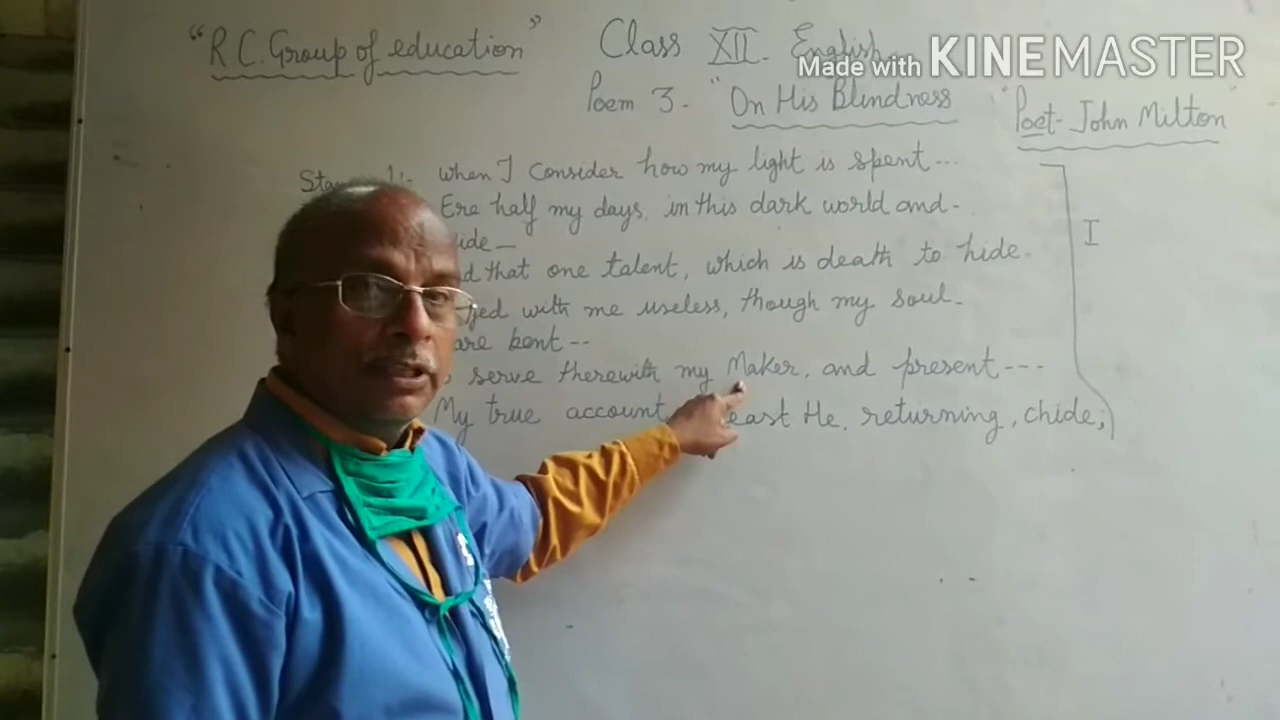 "R.C. Group of education"
Class XII. English
Made with KINEMASTER
Poem 3 - "On His Blindness
"Poet- John Milton"
when I Consider how my light is spent...
Ere half my days, in this dark world and-
I
that one talent, which is death to hide.
with me useless, though my soul-
are bent--
serve therewith my Maker, and present---
My true account, least He, returning, chide;